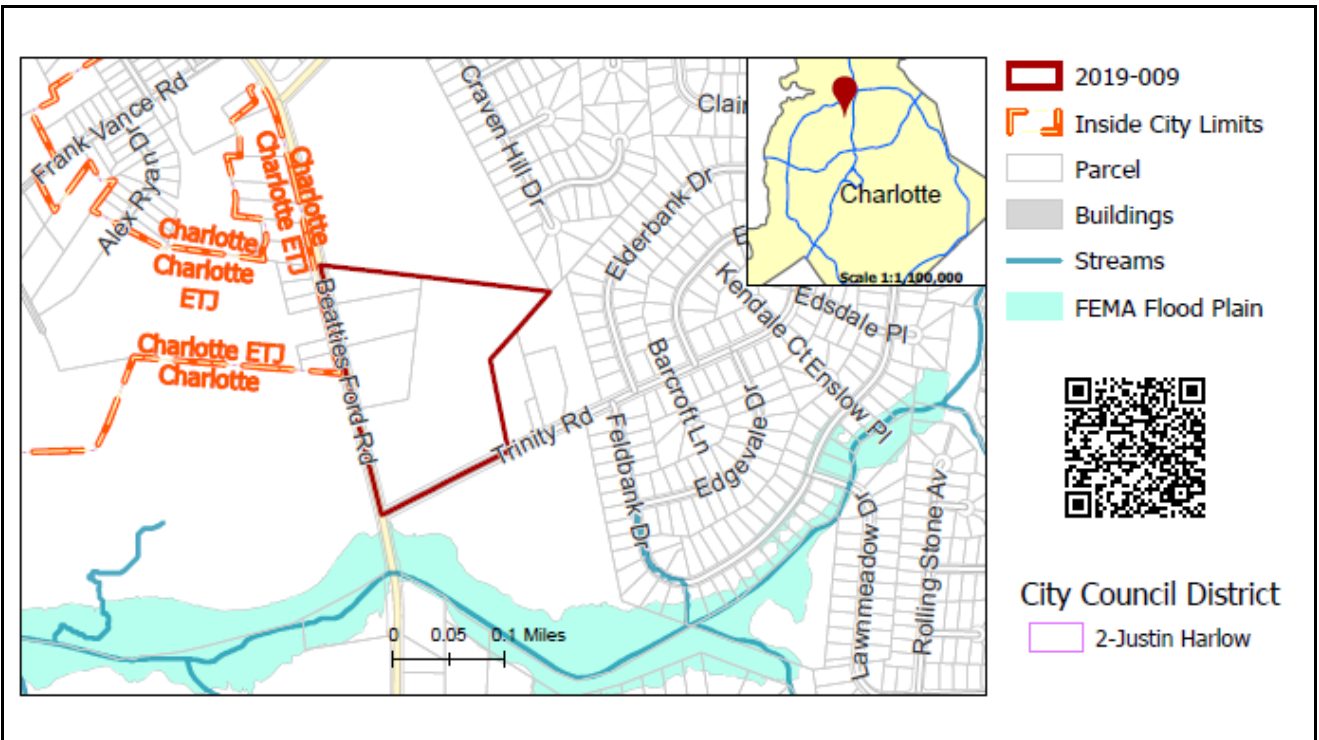 Frank Vance Rd
Alex Ryan Dr
Charlotte
Charlotte ETJ
Charlotte
Charlotte
ETJ
Charlotte ETJ
Charlotte
Beatties Ford Rd
Craven Hill Dr
Clair
Elderbank Dr
Kendale Ct
Edsdale Pl
Enslow Pl
Barcroft Ln
Edgevale Dr
Trinity Rd
Feldbank Dr
Lawnmeadow Dr
Rolling Stone Av
0 0.05 0.1 Miles
Charlotte
Scale 1:1,100,000
2019-009
Inside City Limits
Parcel
Buildings
Streams
FEMA Flood Plain
City Council District
2-Justin Harlow